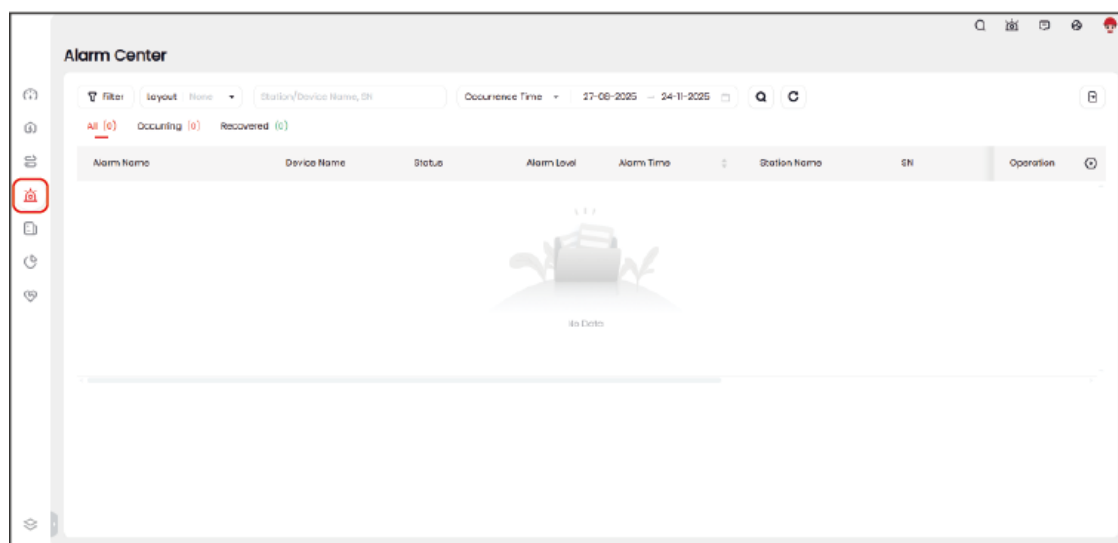 Alarm Center
Filter Layout None Station/Device Name, SN Occurrence Time 27-08-2025 — 24-11-2025
All (0) Occurring (0) Recovered (0)
Alarm Name Device Name Status Alarm Level Alarm Time Station Name SN Operation
No Data